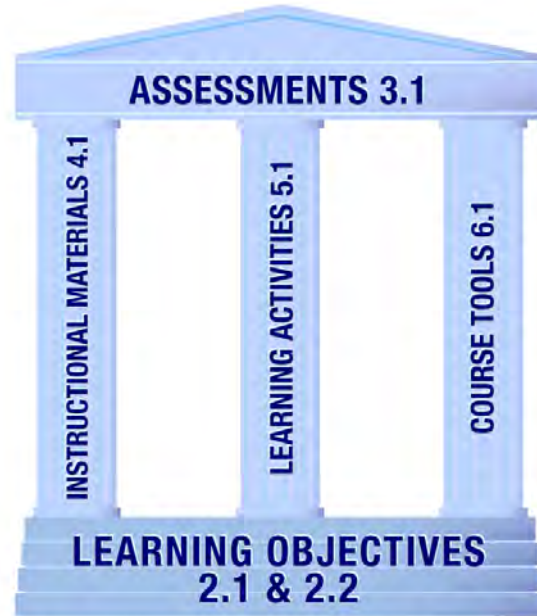 ASSESSMENTS 3.1
INSTRUCTIONAL MATERIALS 4.1
LEARNING ACTIVITIES 5.1
COURSE TOOLS 6.1
LEARNING OBJECTIVES
2.1 & 2.2